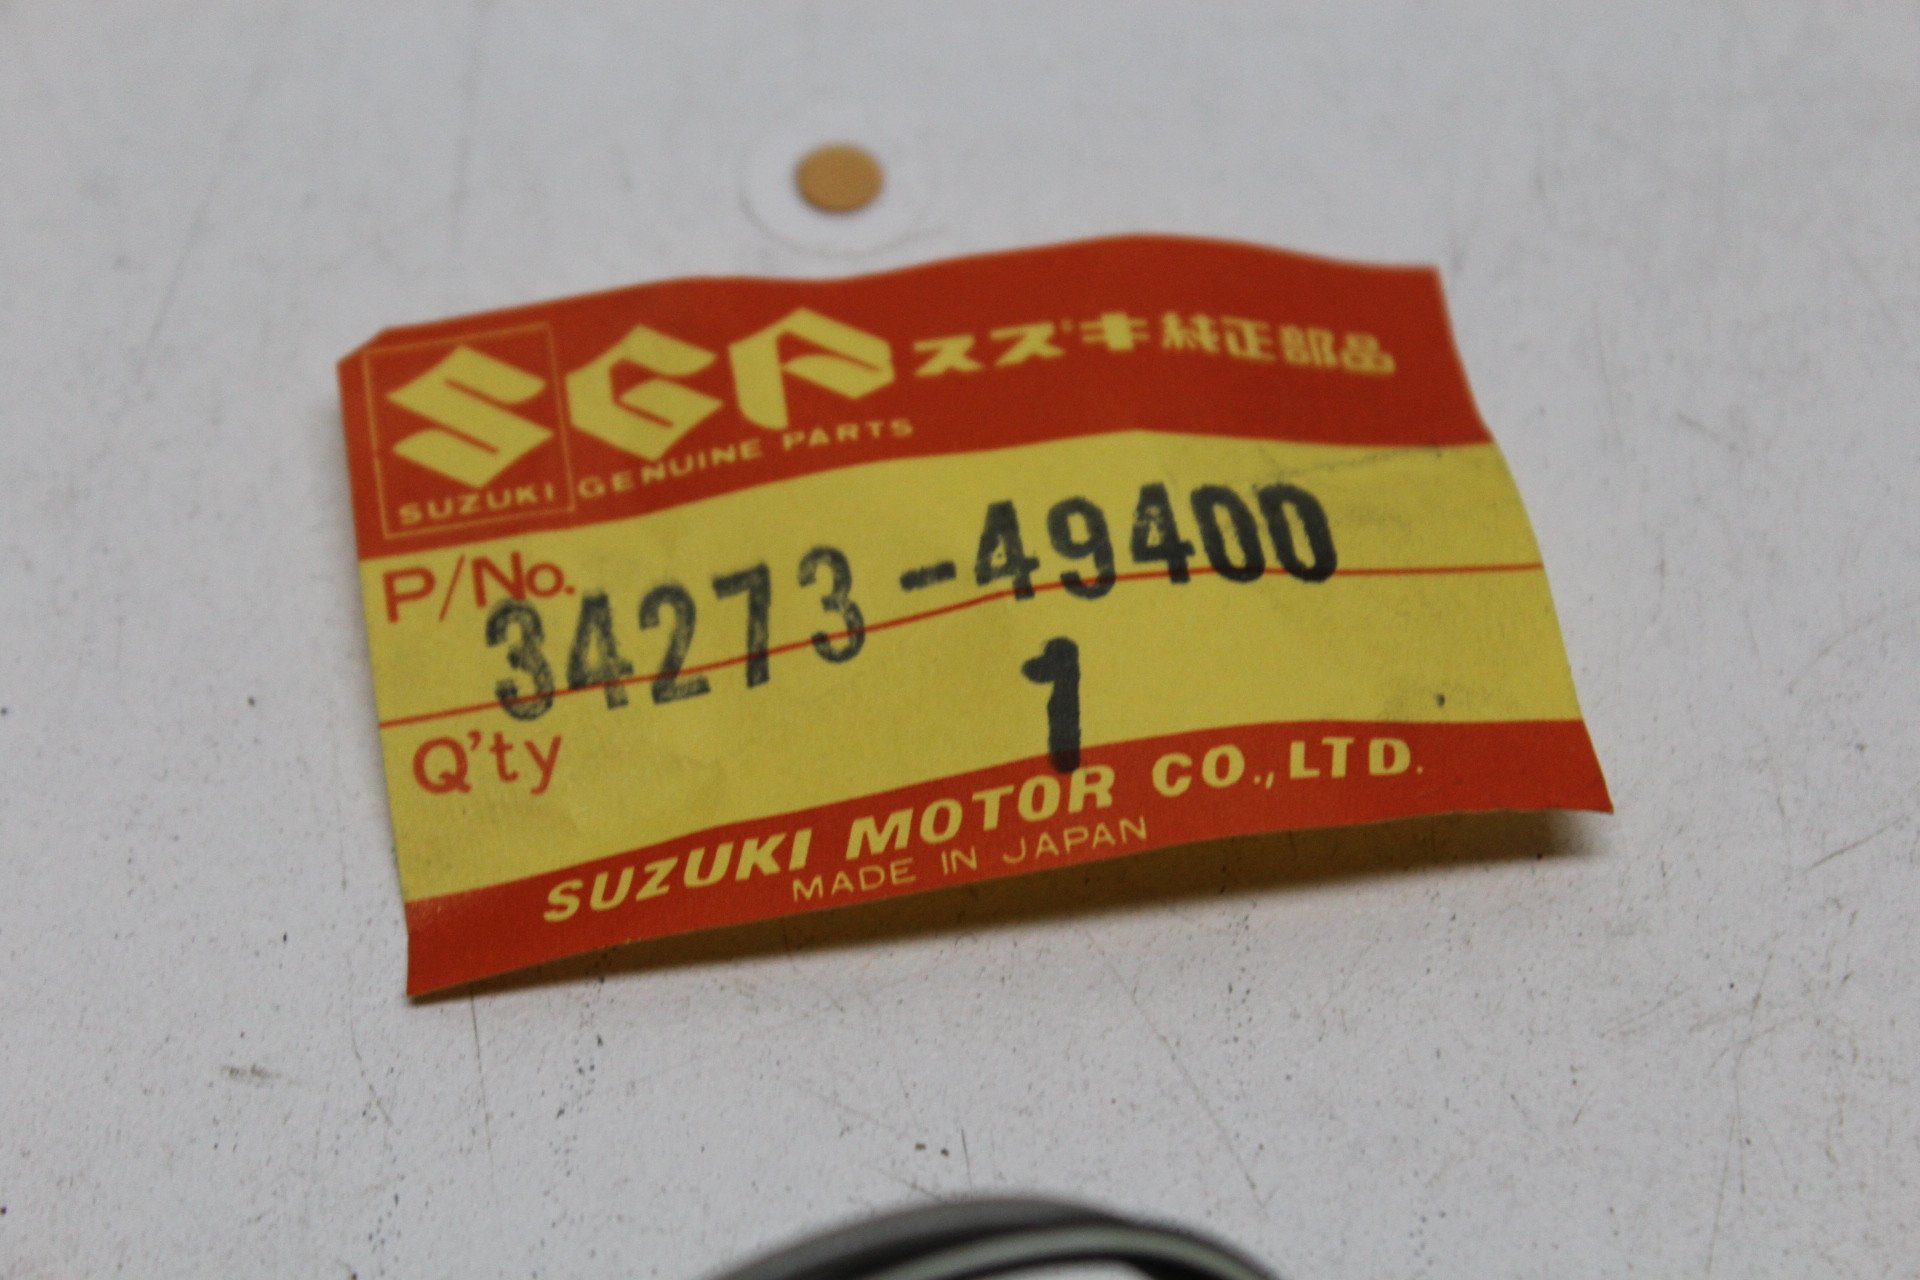 SGP スズキ純正部品
SUZUKI GENUINE PARTS
P/No. 34273-49400
Q'ty 1
SUZUKI MOTOR CO., LTD.
MADE IN JAPAN